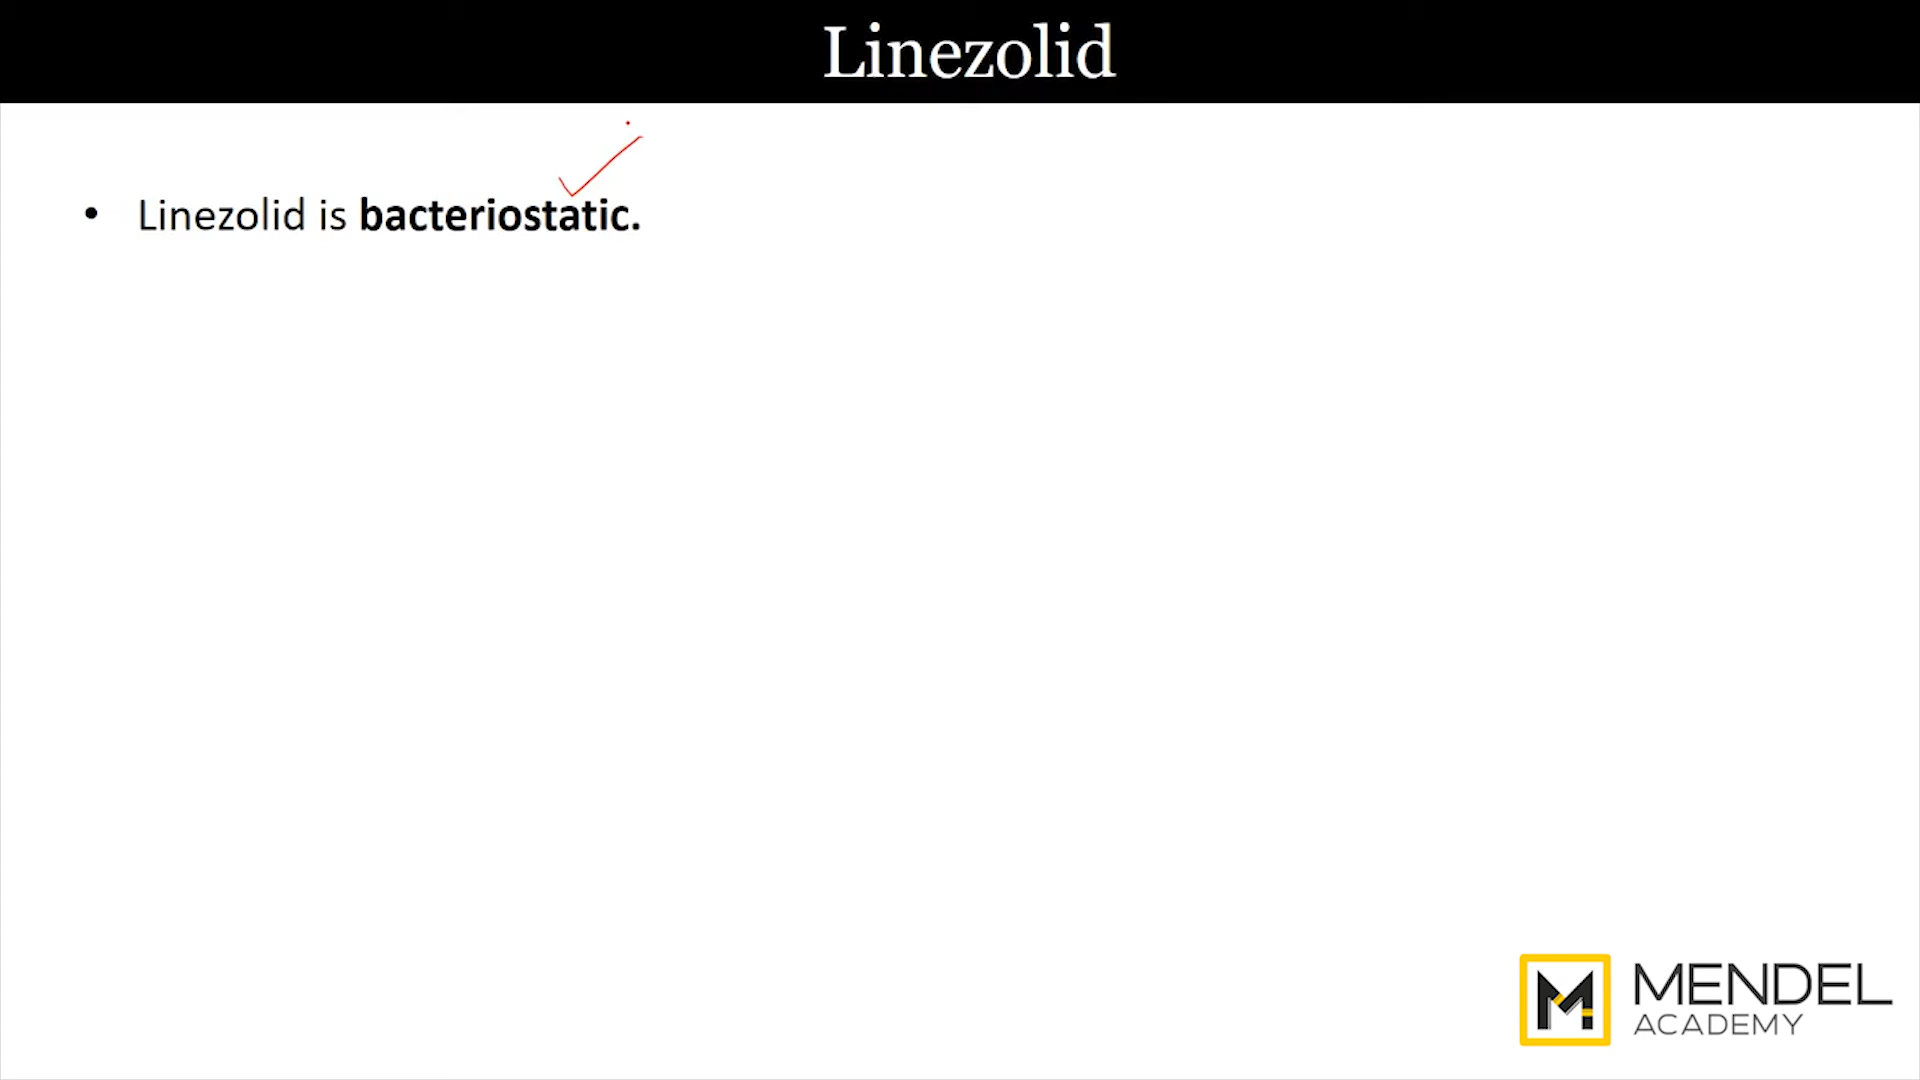 Linezolid
• Linezolid is bacteriostatic.
MENDEL
ACADEMY